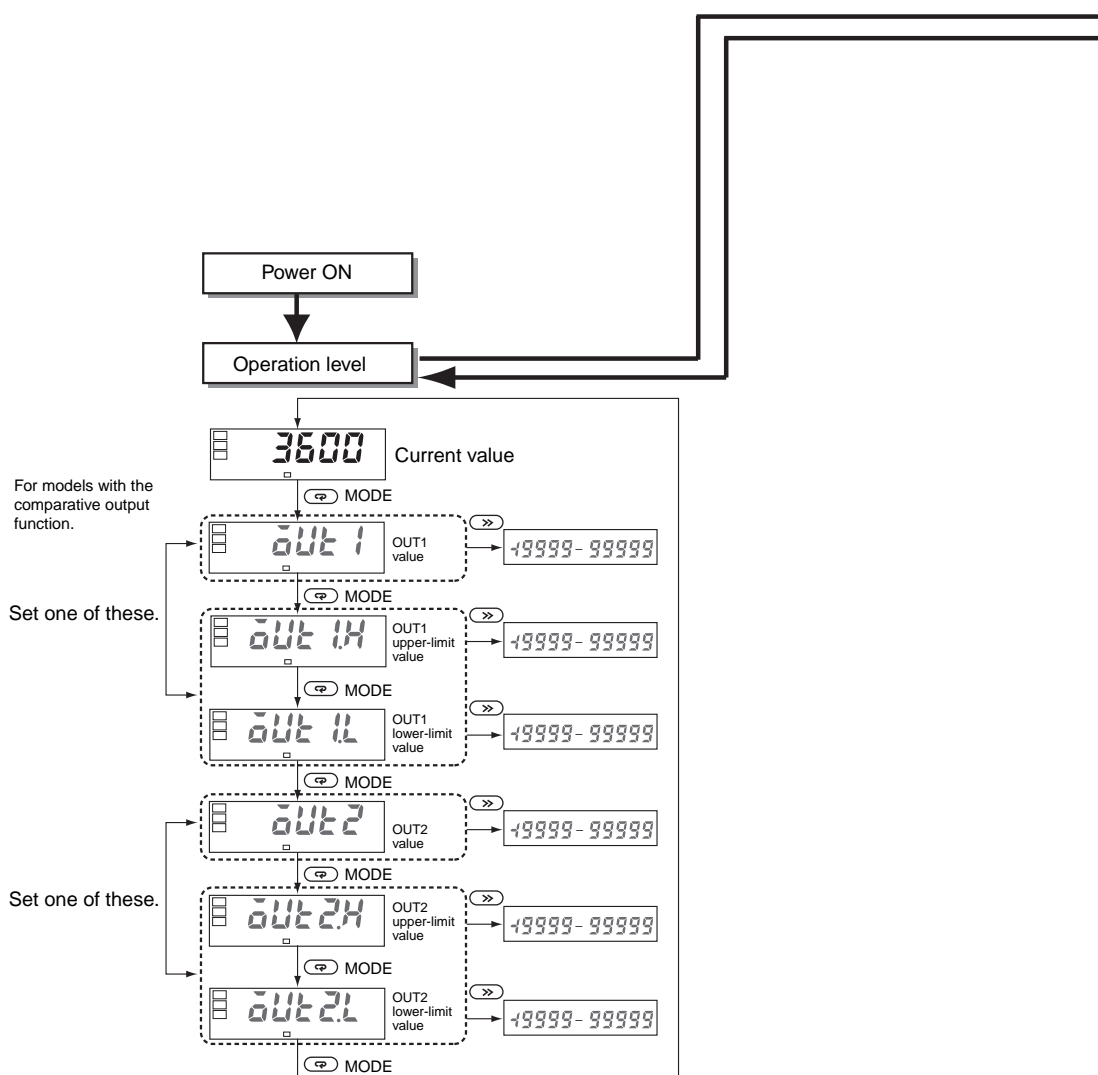 Power ON
Operation level
3600
Current value
MODE
For models with the
comparative output
function.
Set one of these.
oUt 1
OUT1
value
-19999- 99999
MODE
oUt 1.H
OUT1
upper-limit
value
-19999- 99999
MODE
oUt 1.L
OUT1
lower-limit
value
-19999- 99999
MODE
Set one of these.
oUt2
OUT2
value
-19999- 99999
MODE
oUt2.H
OUT2
upper-limit
value
-19999- 99999
MODE
oUt2.L
OUT2
lower-limit
value
-19999- 99999
MODE